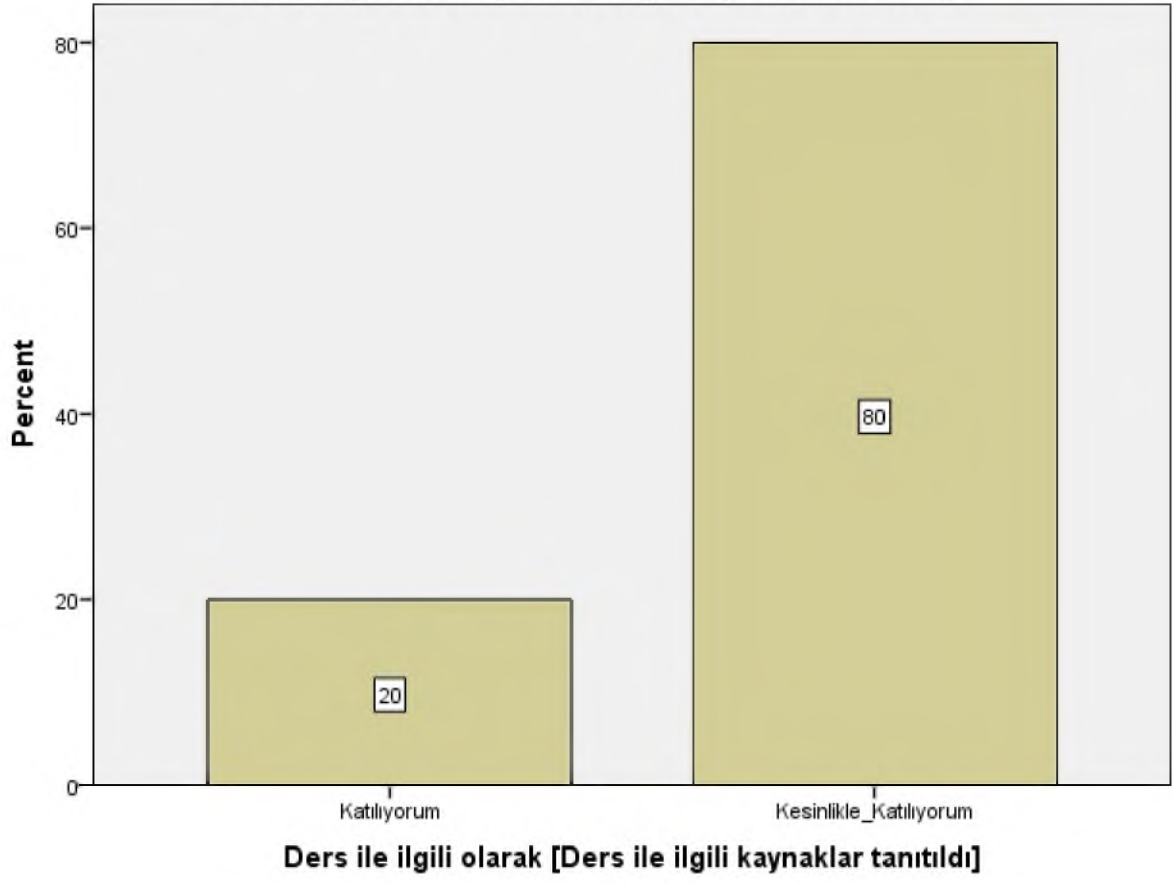 80
60
40
20
0
Percent
80
20
Katılıyorum
Kesinlikle_Katılıyorum
Ders ile ilgili olarak [Ders ile ilgili kaynaklar tanıtıldı]